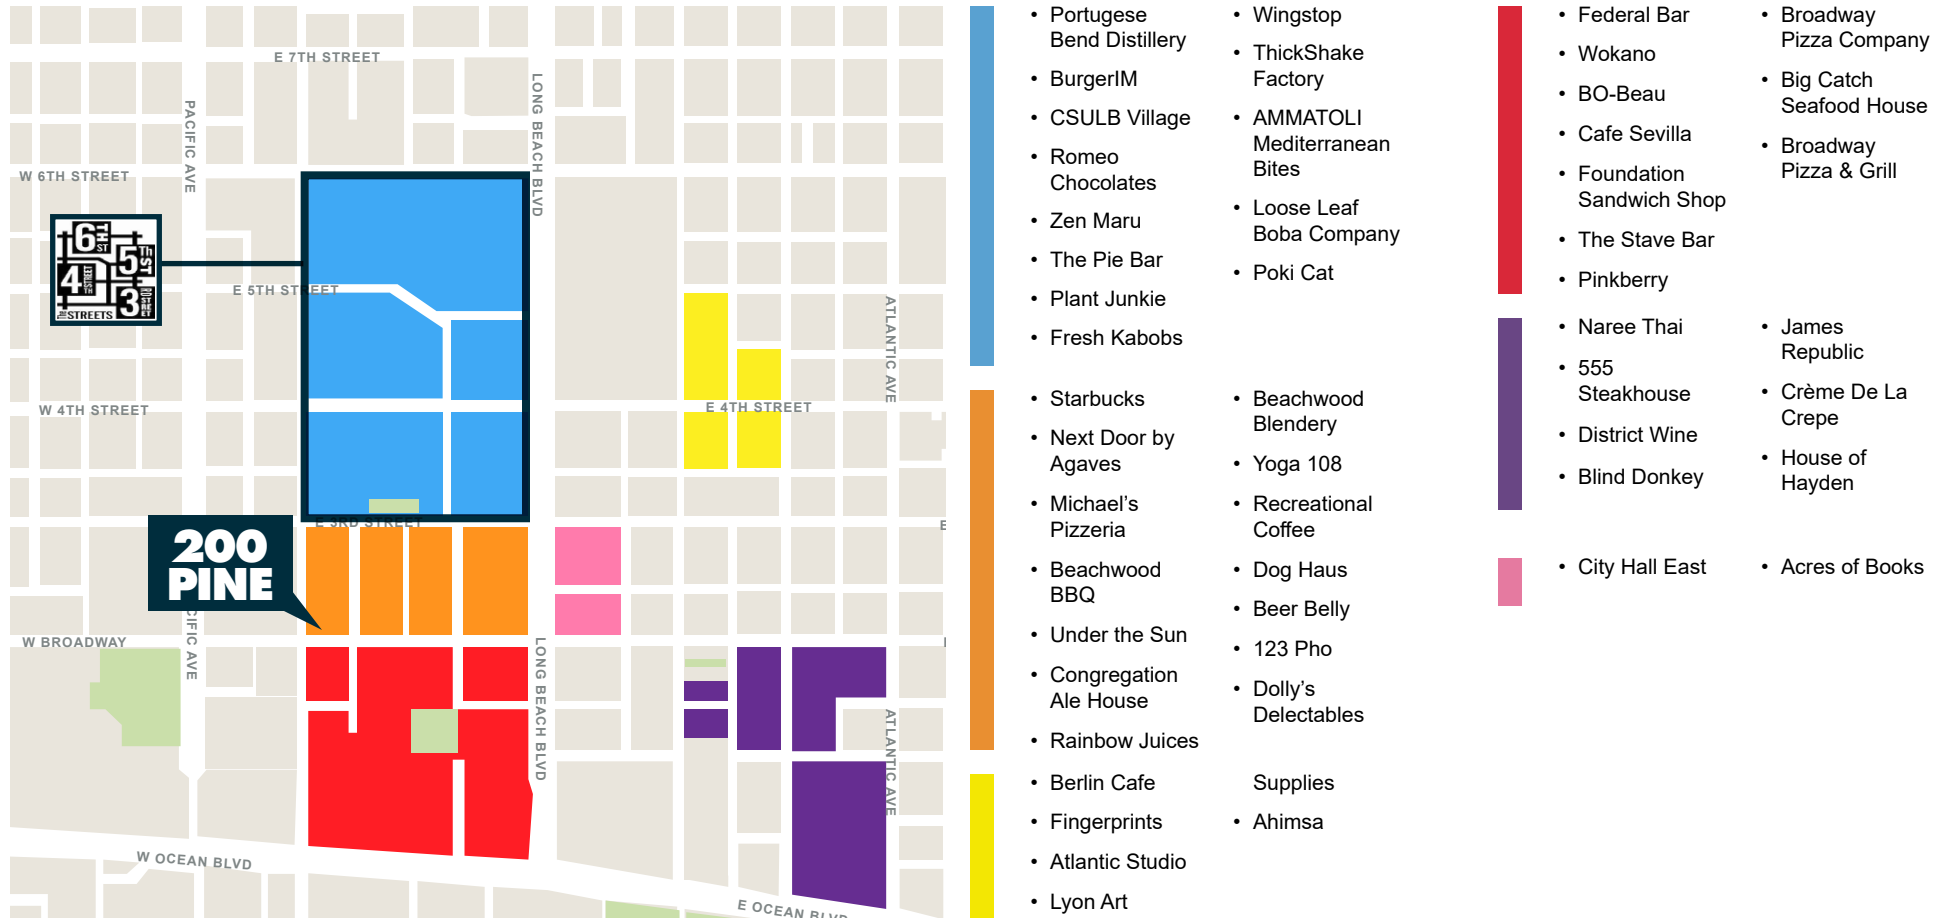 E 7TH STREET
PACIFIC AVE
LONG BEACH BLVD
W 6TH STREET
6TH ST
5TH ST
4TH STREET
3RD STREET
THE STREETS
E 5TH STREET
ATLANTIC AVE
W 4TH STREET
E 4TH STREET
E 3RD STREET
E
200
PINE
W BROADWAY
CIFIC AVE
LONG BEACH BLVD
ATLANTIC AVE
W OCEAN BLVD
E OCEAN BLVD
• Portugese
Bend Distillery
• BurgerIM
• CSULB Village
• Romeo
Chocolates
• Zen Maru
• The Pie Bar
• Plant Junkie
• Fresh Kabobs
• Wingstop
• ThickShake
Factory
• AMMATOLI
Mediterranean
Bites
• Loose Leaf
Boba Company
• Poki Cat
• Starbucks
• Next Door by
Agaves
• Michael’s
Pizzeria
• Beachwood
BBQ
• Under the Sun
• Congregation
Ale House
• Rainbow Juices
• Beachwood
Blendery
• Yoga 108
• Recreational
Coffee
• Dog Haus
• Beer Belly
• 123 Pho
• Dolly’s
Delectables
• Berlin Cafe
• Fingerprints
• Atlantic Studio
• Lyon Art
Supplies
• Ahimsa
• Federal Bar
• Wokano
• BO-Beau
• Cafe Sevilla
• Foundation
Sandwich Shop
• The Stave Bar
• Pinkberry
• Broadway
Pizza Company
• Big Catch
Seafood House
• Broadway
Pizza & Grill
• Naree Thai
• 555
Steakhouse
• District Wine
• Blind Donkey
• James
Republic
• Crème De La
Crepe
• House of
Hayden
• City Hall East
• Acres of Books